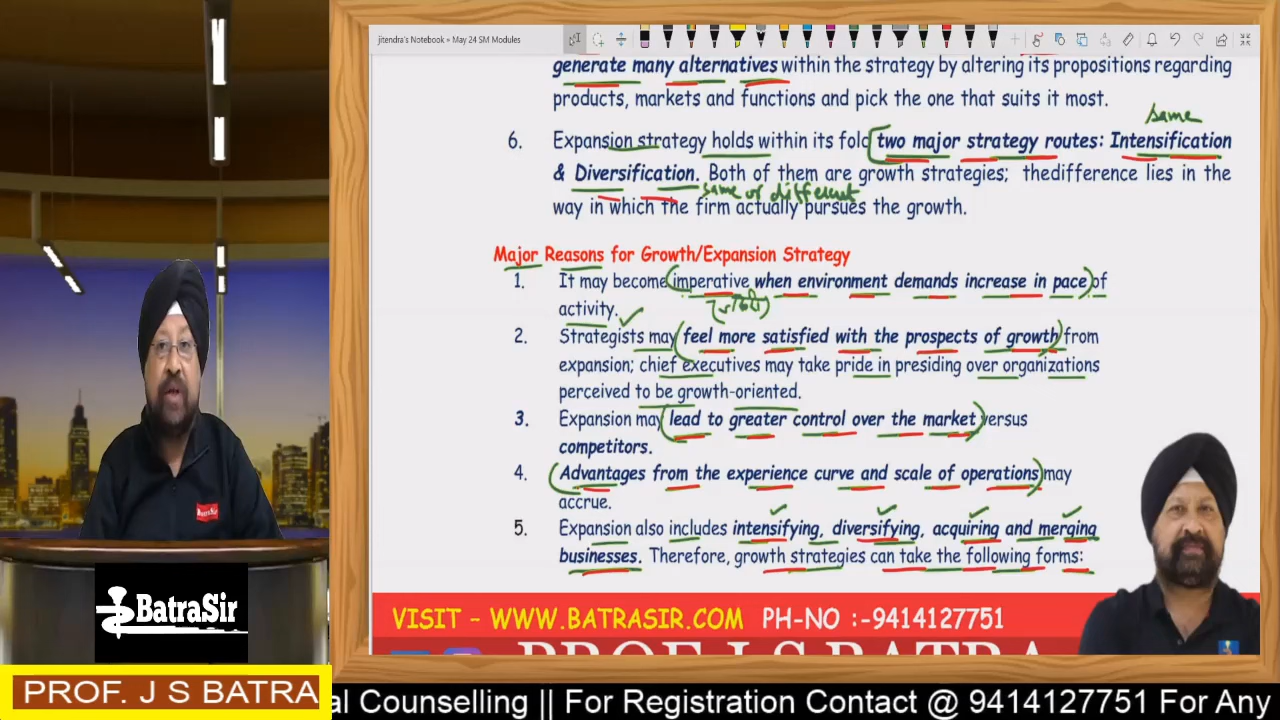 jitendra's Notebook » May 24 SM Modules
generate many alternatives within the strategy by altering its propositions regarding
products, markets and functions and pick the one that suits it most.
same
6. Expansion strategy holds within its fold two major strategy routes: Intensification
& Diversification. Both of them are growth strategies; thedifference lies in the
same or different
way in which the firm actually pursues the growth.
Major Reasons for Growth/Expansion Strategy
1. It may become imperative when environment demands increase in pace of
activity.
2. Strategists may feel more satisfied with the prospects of growth from
expansion; chief executives may take pride in presiding over organizations
perceived to be growth-oriented.
3. Expansion may lead to greater control over the market versus
competitors.
4. Advantages from the experience curve and scale of operations may
accrue.
5. Expansion also includes intensifying, diversifying, acquiring and merging
businesses. Therefore, growth strategies can take the following forms:
VISIT - WWW.BATRASIR.COM PH-NO :-9414127751
PROF. J S BATRA
BatraSir
PROF. J S BATRA
al Counselling || For Registration Contact @ 9414127751 For Any